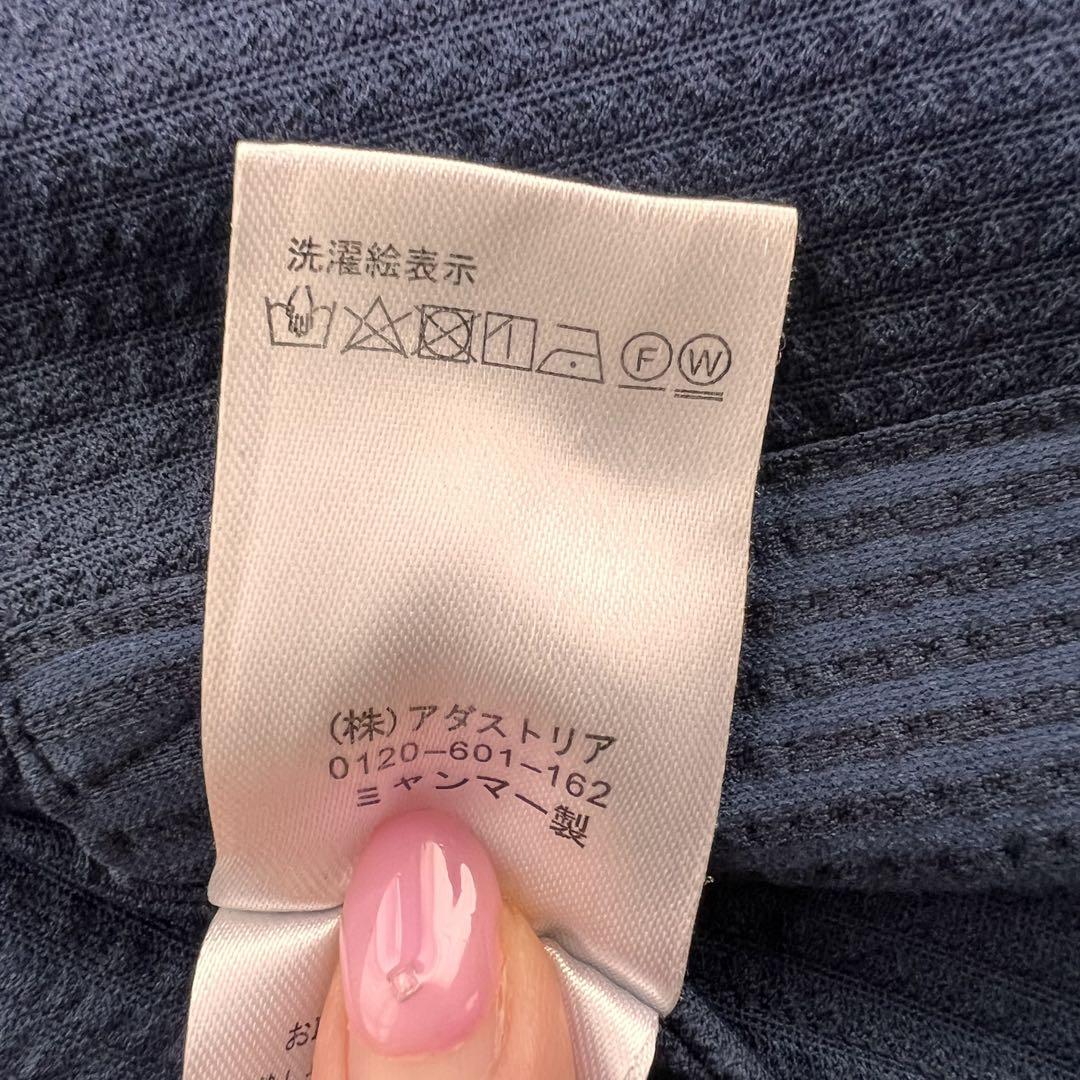 洗濯絵表示
F W
(株)アダストリア
0120-601-162
ミャンマー製